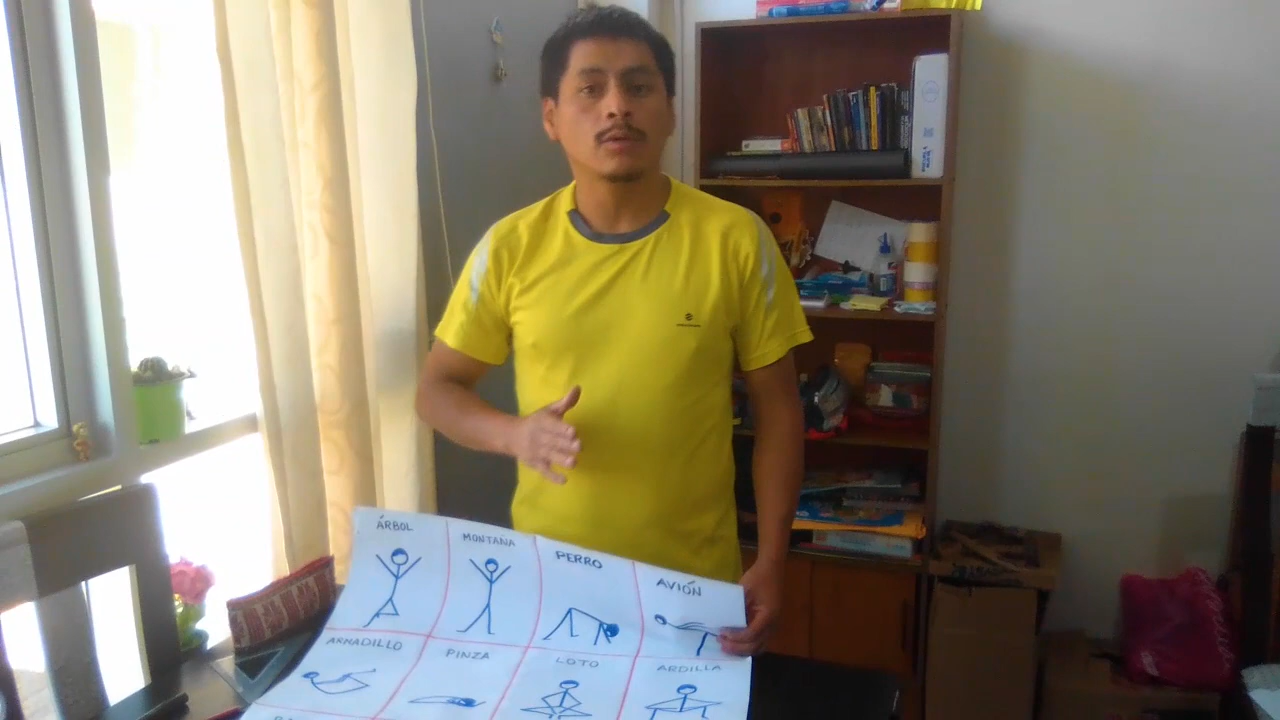 ÁRBOL
MONTAÑA
PERRO
AVIÓN
ARMADILLO
PINZA
LOTO
ARDILLA